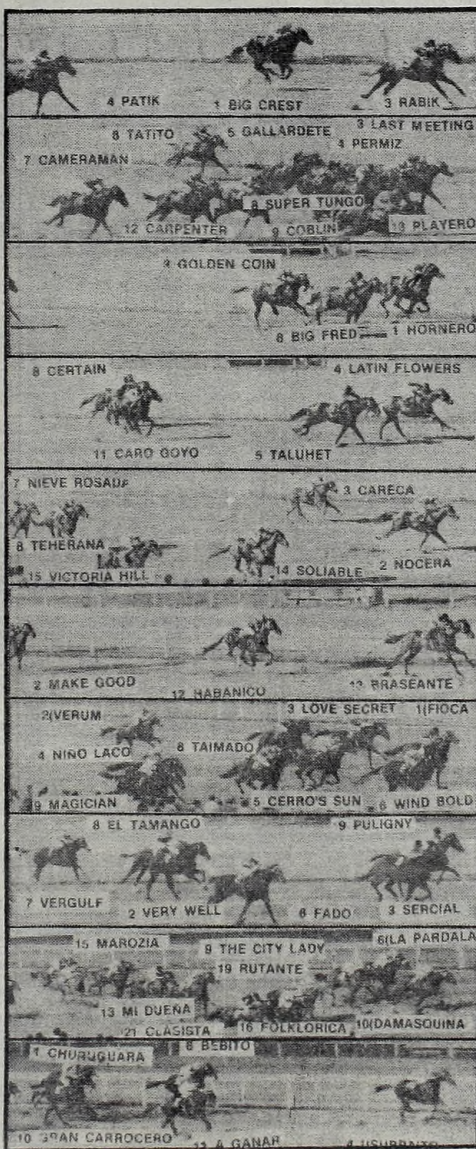 4 PATIK 1 BIG CREST 3 RABIK
8 TATITO 5 GALLARDETE 3 LAST MEETING
4 PERMIZ
7 CAMERAMAN
8 SUPER TUNGO
12 CARPENTER 9 COBLIN 13 PLAYERO
GOLDEN COIN
8 BIG FRED 1 HORNERO
8 CERTAIN 4 LATIN FLOWERS
11 CARO GOYO 5 TALUHET
7 NIEVE ROSADA
3 CARECA
8 TEHERANA 14 SOLIABLE 2 NOCERA
15 VICTORIA HILL
2 MAKE GOOD 12 HABANICO BRASEANTE
2(VERUM 3 LOVE SECRET 1(FIOCA
4 NIÑO LACO 8 TAIMADO
9 MAGICIAN 5 CERRO'S SUN 6 WIND BOLD
8 EL TAMANGO 9 PULIGNY
7 VERGULF 2 VERY WELL 6 FADO 3 SERCIAL
15 MAROZIA 9 THE CITY LADY 6(LA PARDALA
19 RUTANTE
13 MI DUEÑA
21 CLASISTA 16 FOLKLORICA 10(DAMASQUINA
1 CHURUGUARA 8 BEBITO
10 GRAN CARROCERO A GANAR